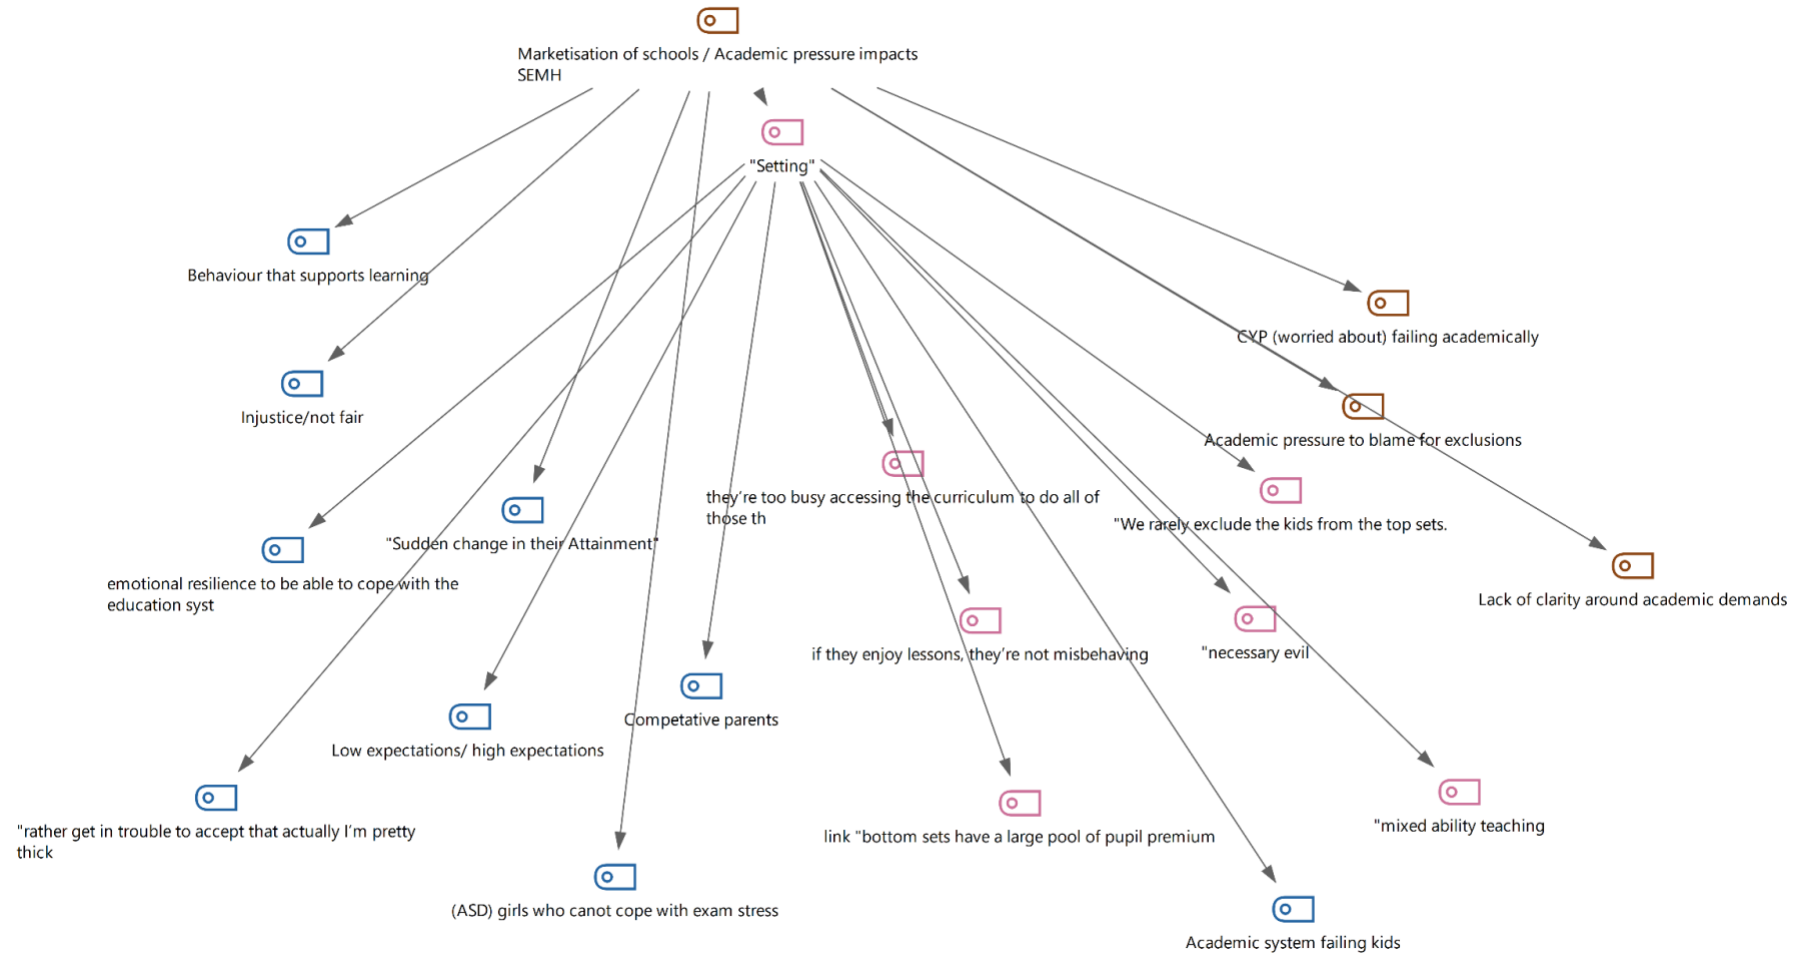 Marketisation of schools / Academic pressure impacts
SEMH
"Setting"
Behaviour that supports learning
CYP (worried about) failing academically
Injustice/not fair
Academic pressure to blame for exclusions
they're too busy accessing the curriculum to do all of
those th
"We rarely exclude the kids from the top sets.
"Sudden change in their Attainment"
emotional resilience to be able to cope with the
education syst
Lack of clarity around academic demands
if they enjoy lessons, they're not misbehaving
"necessary evil
Competative parents
Low expectations/ high expectations
"rather get in trouble to accept that actually I'm pretty
thick
link "bottom sets have a large pool of pupil premium
"mixed ability teaching
(ASD) girls who canot cope with exam stress
Academic system failing kids